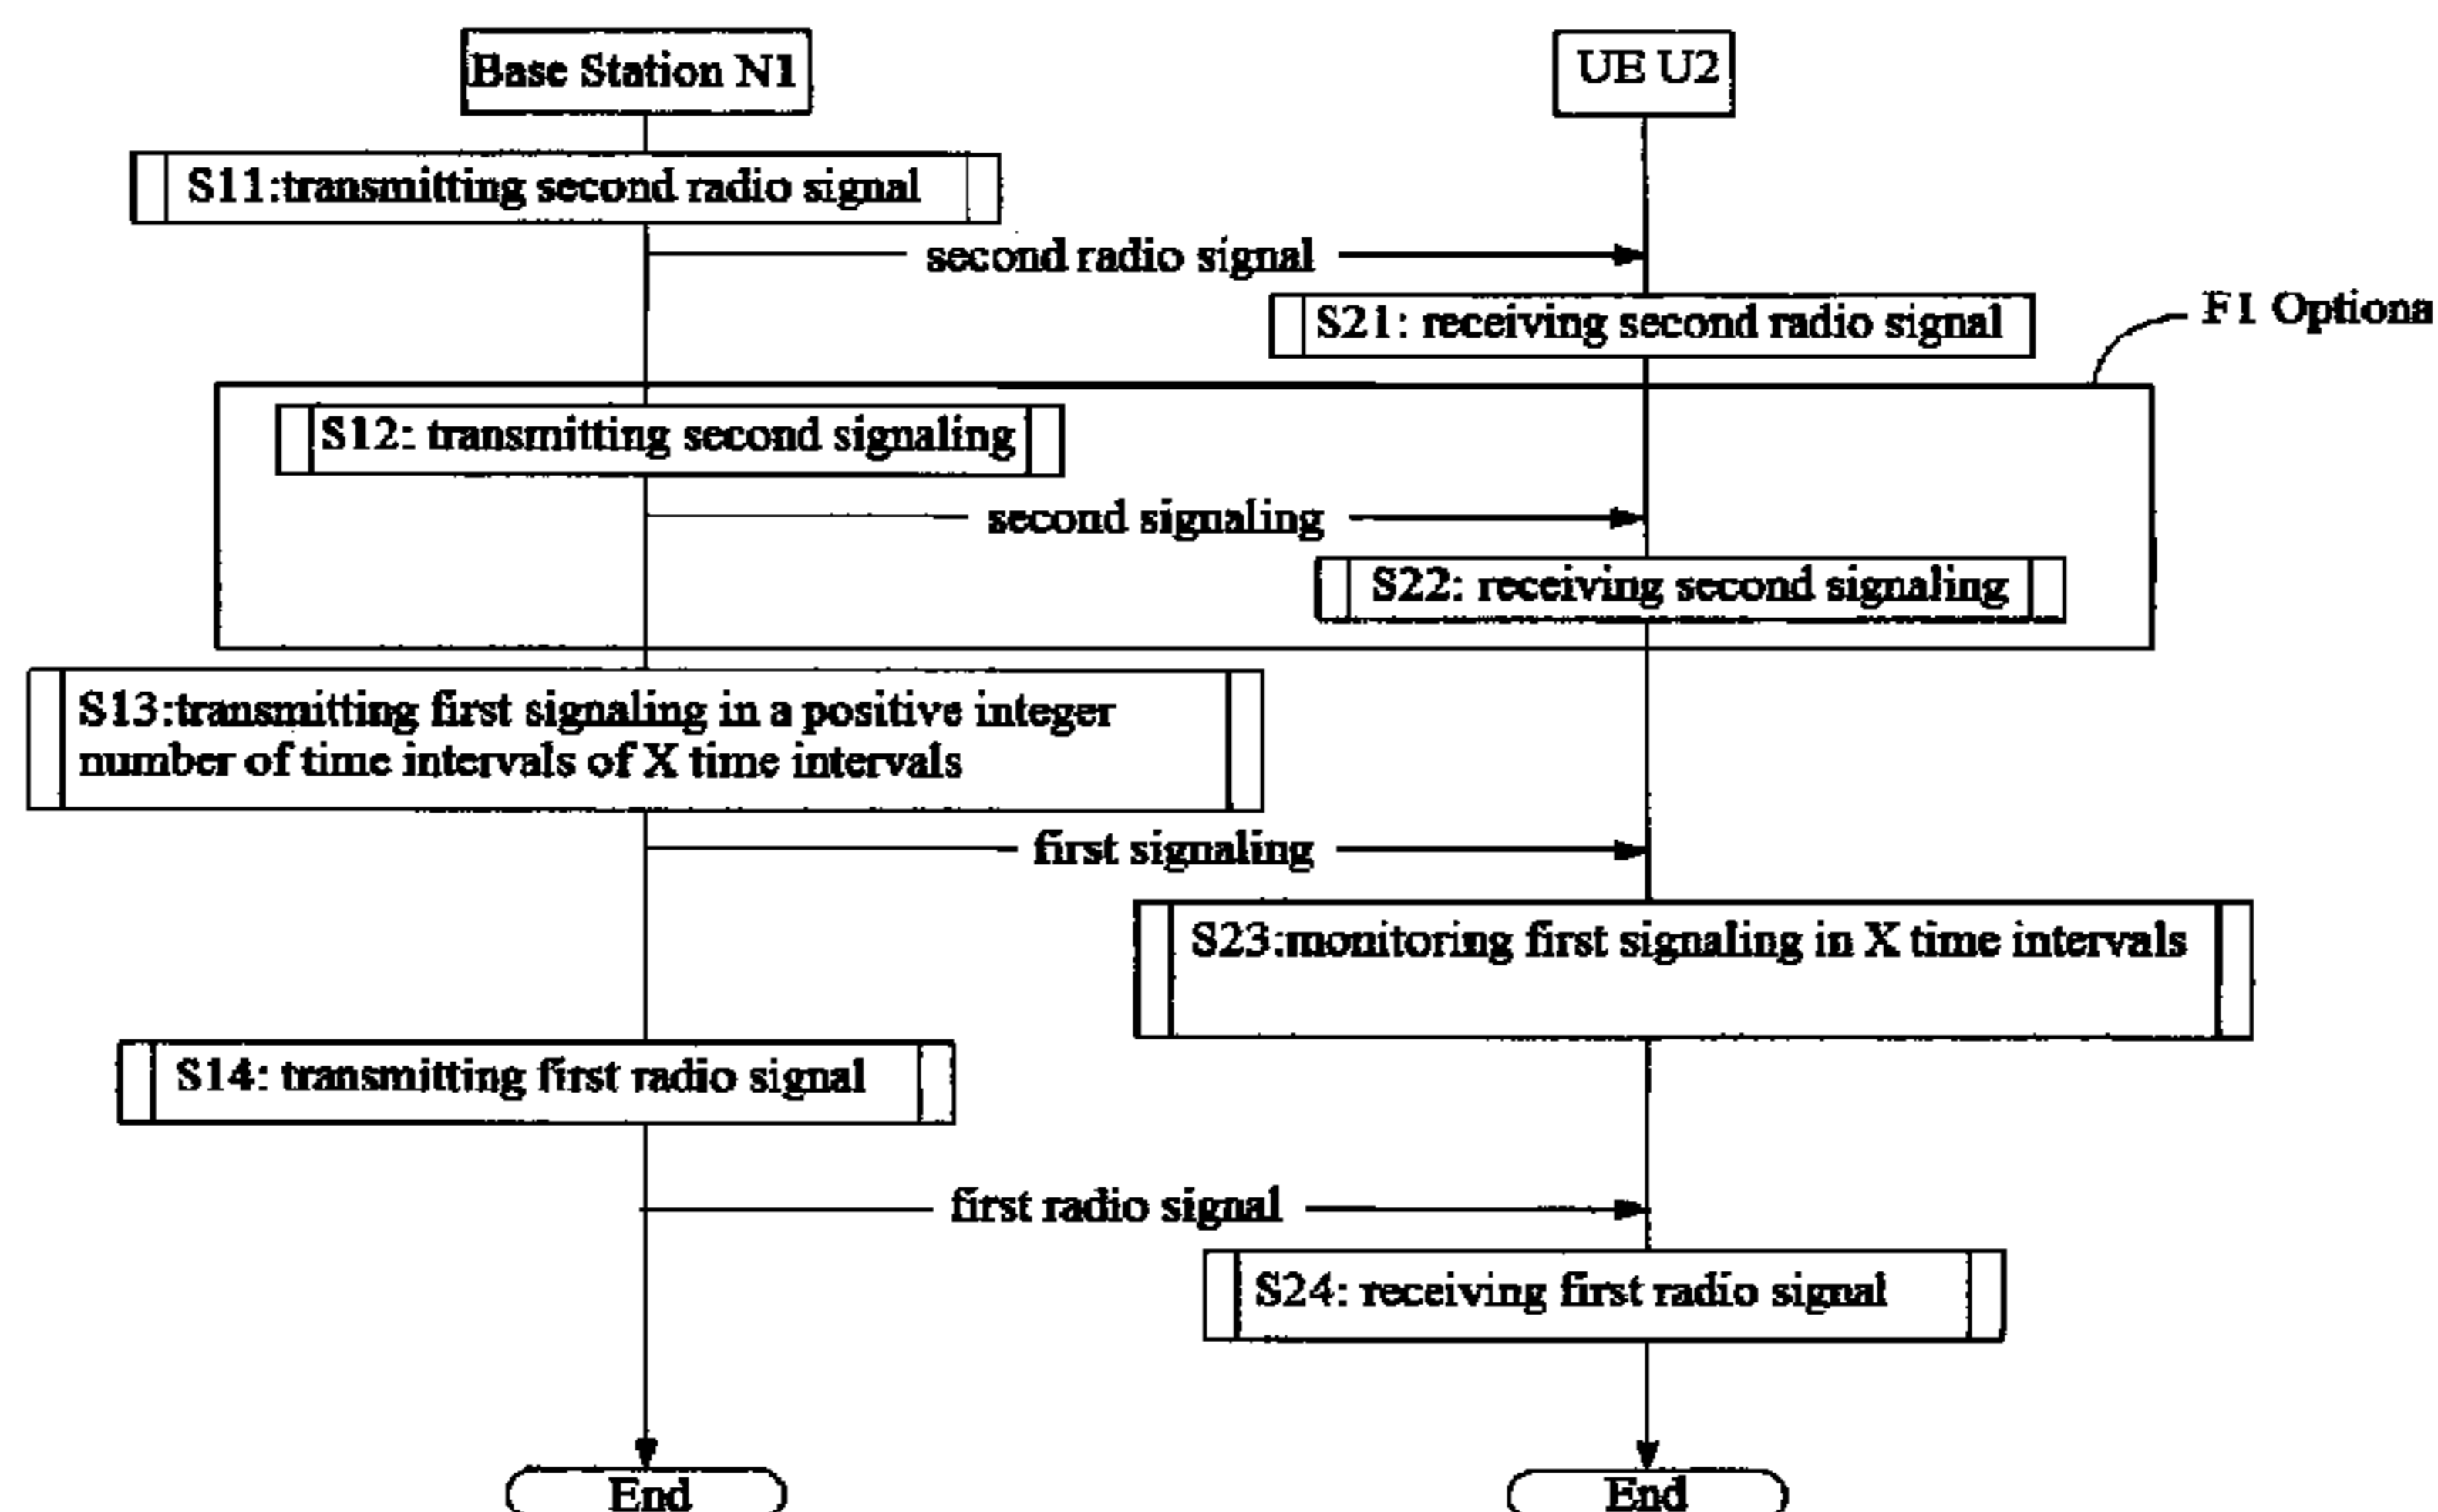 Base Station N1
UE U2
S11:transmitting second radio signal
second radio signal
S21: receiving second radio signal
F1 Optiona
S12: transmitting second signaling
second signaling
S22: receiving second signaling
S13:transmitting first signaling in a positive integer
number of time intervals of X time intervals
first signaling
S23:monitoring first signaling in X time intervals
S14: transmitting first radio signal
first radio signal
S24: receiving first radio signal
End
End